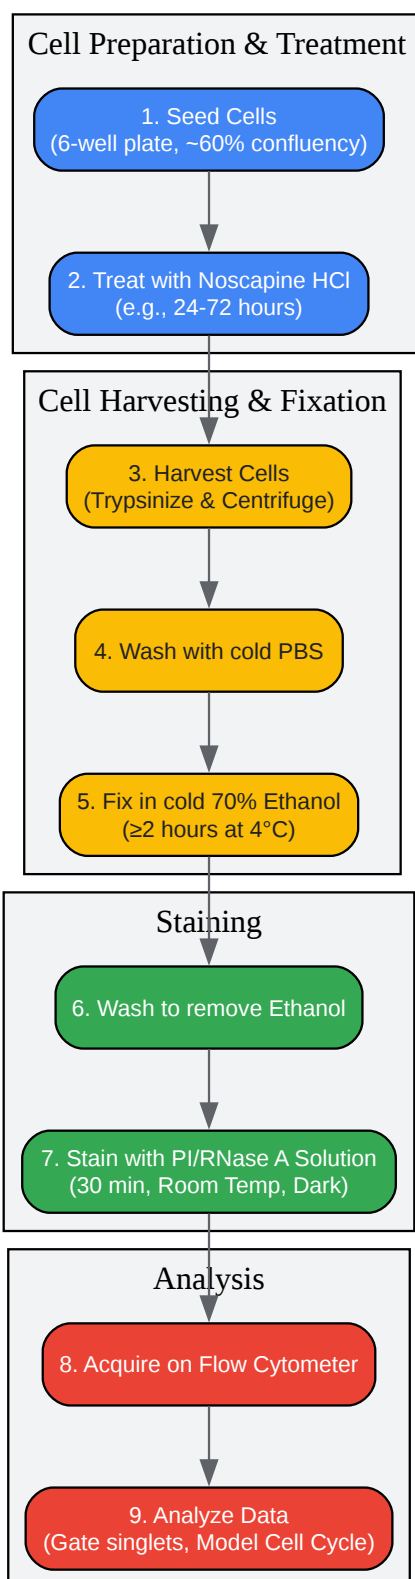 Cell Preparation & Treatment
1. Seed Cells
(6-well plate, ~60% confluency)
2. Treat with Noscapine HCl
(e.g., 24-72 hours)
Cell Harvesting & Fixation
3. Harvest Cells
(Trypsinize & Centrifuge)
4. Wash with cold PBS
5. Fix in cold 70% Ethanol
(≥2 hours at 4°C)
Staining
6. Wash to remove Ethanol
7. Stain with PI/RNase A Solution
(30 min, Room Temp, Dark)
Analysis
8. Acquire on Flow Cytometer
9. Analyze Data
(Gate singlets, Model Cell Cycle)